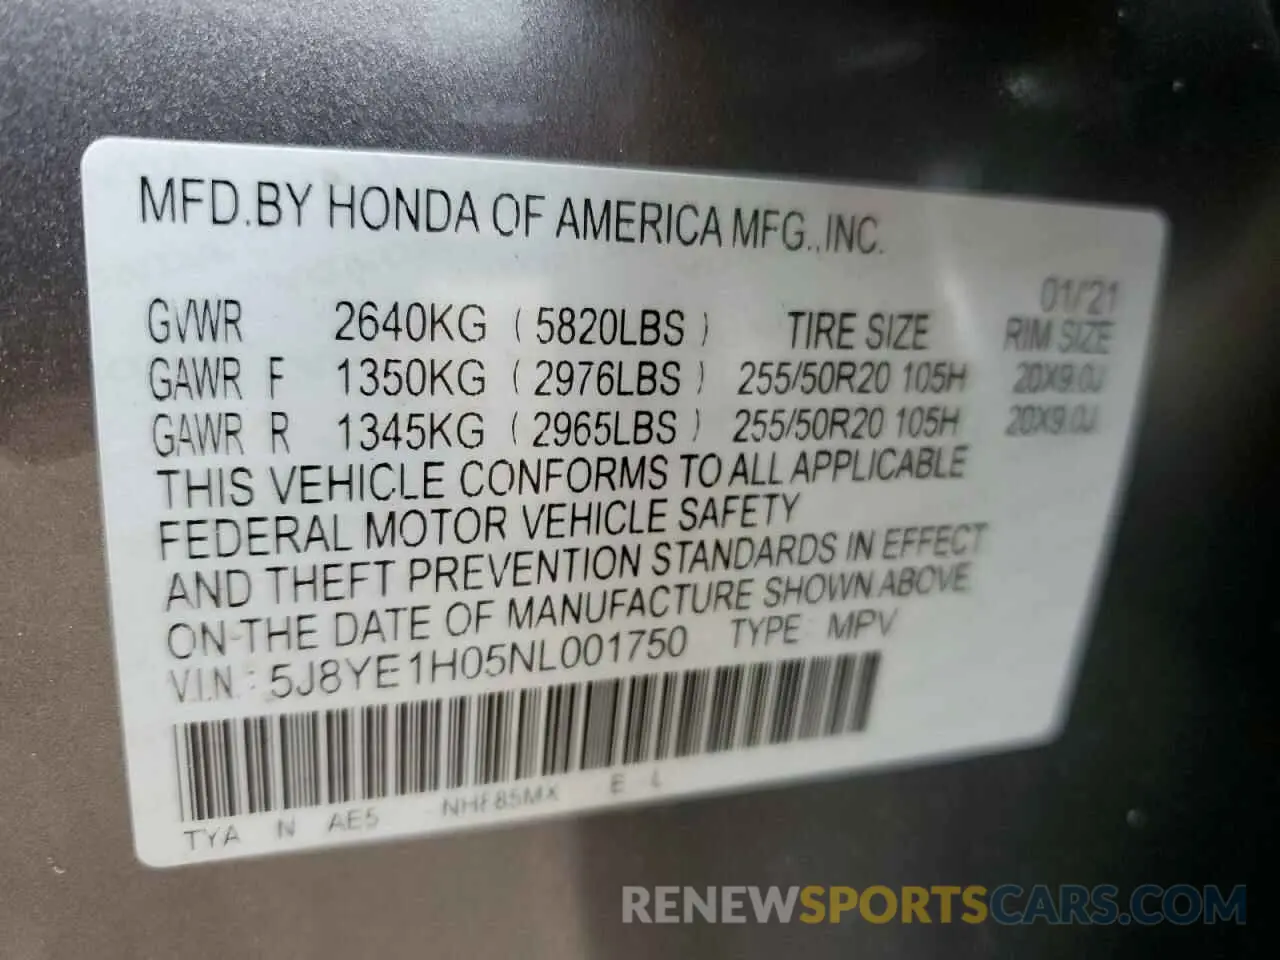 MFD.BY HONDA OF AMERICA MFG.,INC.
01/'21
GVWR 2640KG (5820LBS) TIRE SIZE RIM SIZE
GAWR F 1350KG (2976LBS) 255/50R20 105H 20X9.0J
GAWR R 1345KG (2965LBS) 255/50R20 105H 20X9.0J
THIS VEHICLE CONFORMS TO ALL APPLICABLE
FEDERAL MOTOR VEHICLE SAFETY
AND THEFT PREVENTION STANDARDS IN EFFECT
ON THE DATE OF MANUFACTURE SHOWN ABOVE.
V.I.N.: 5J8YE1H05NL001750 TYPE: MPV
TYA N AE5 E L
RENEWSPORTSCARS.COM